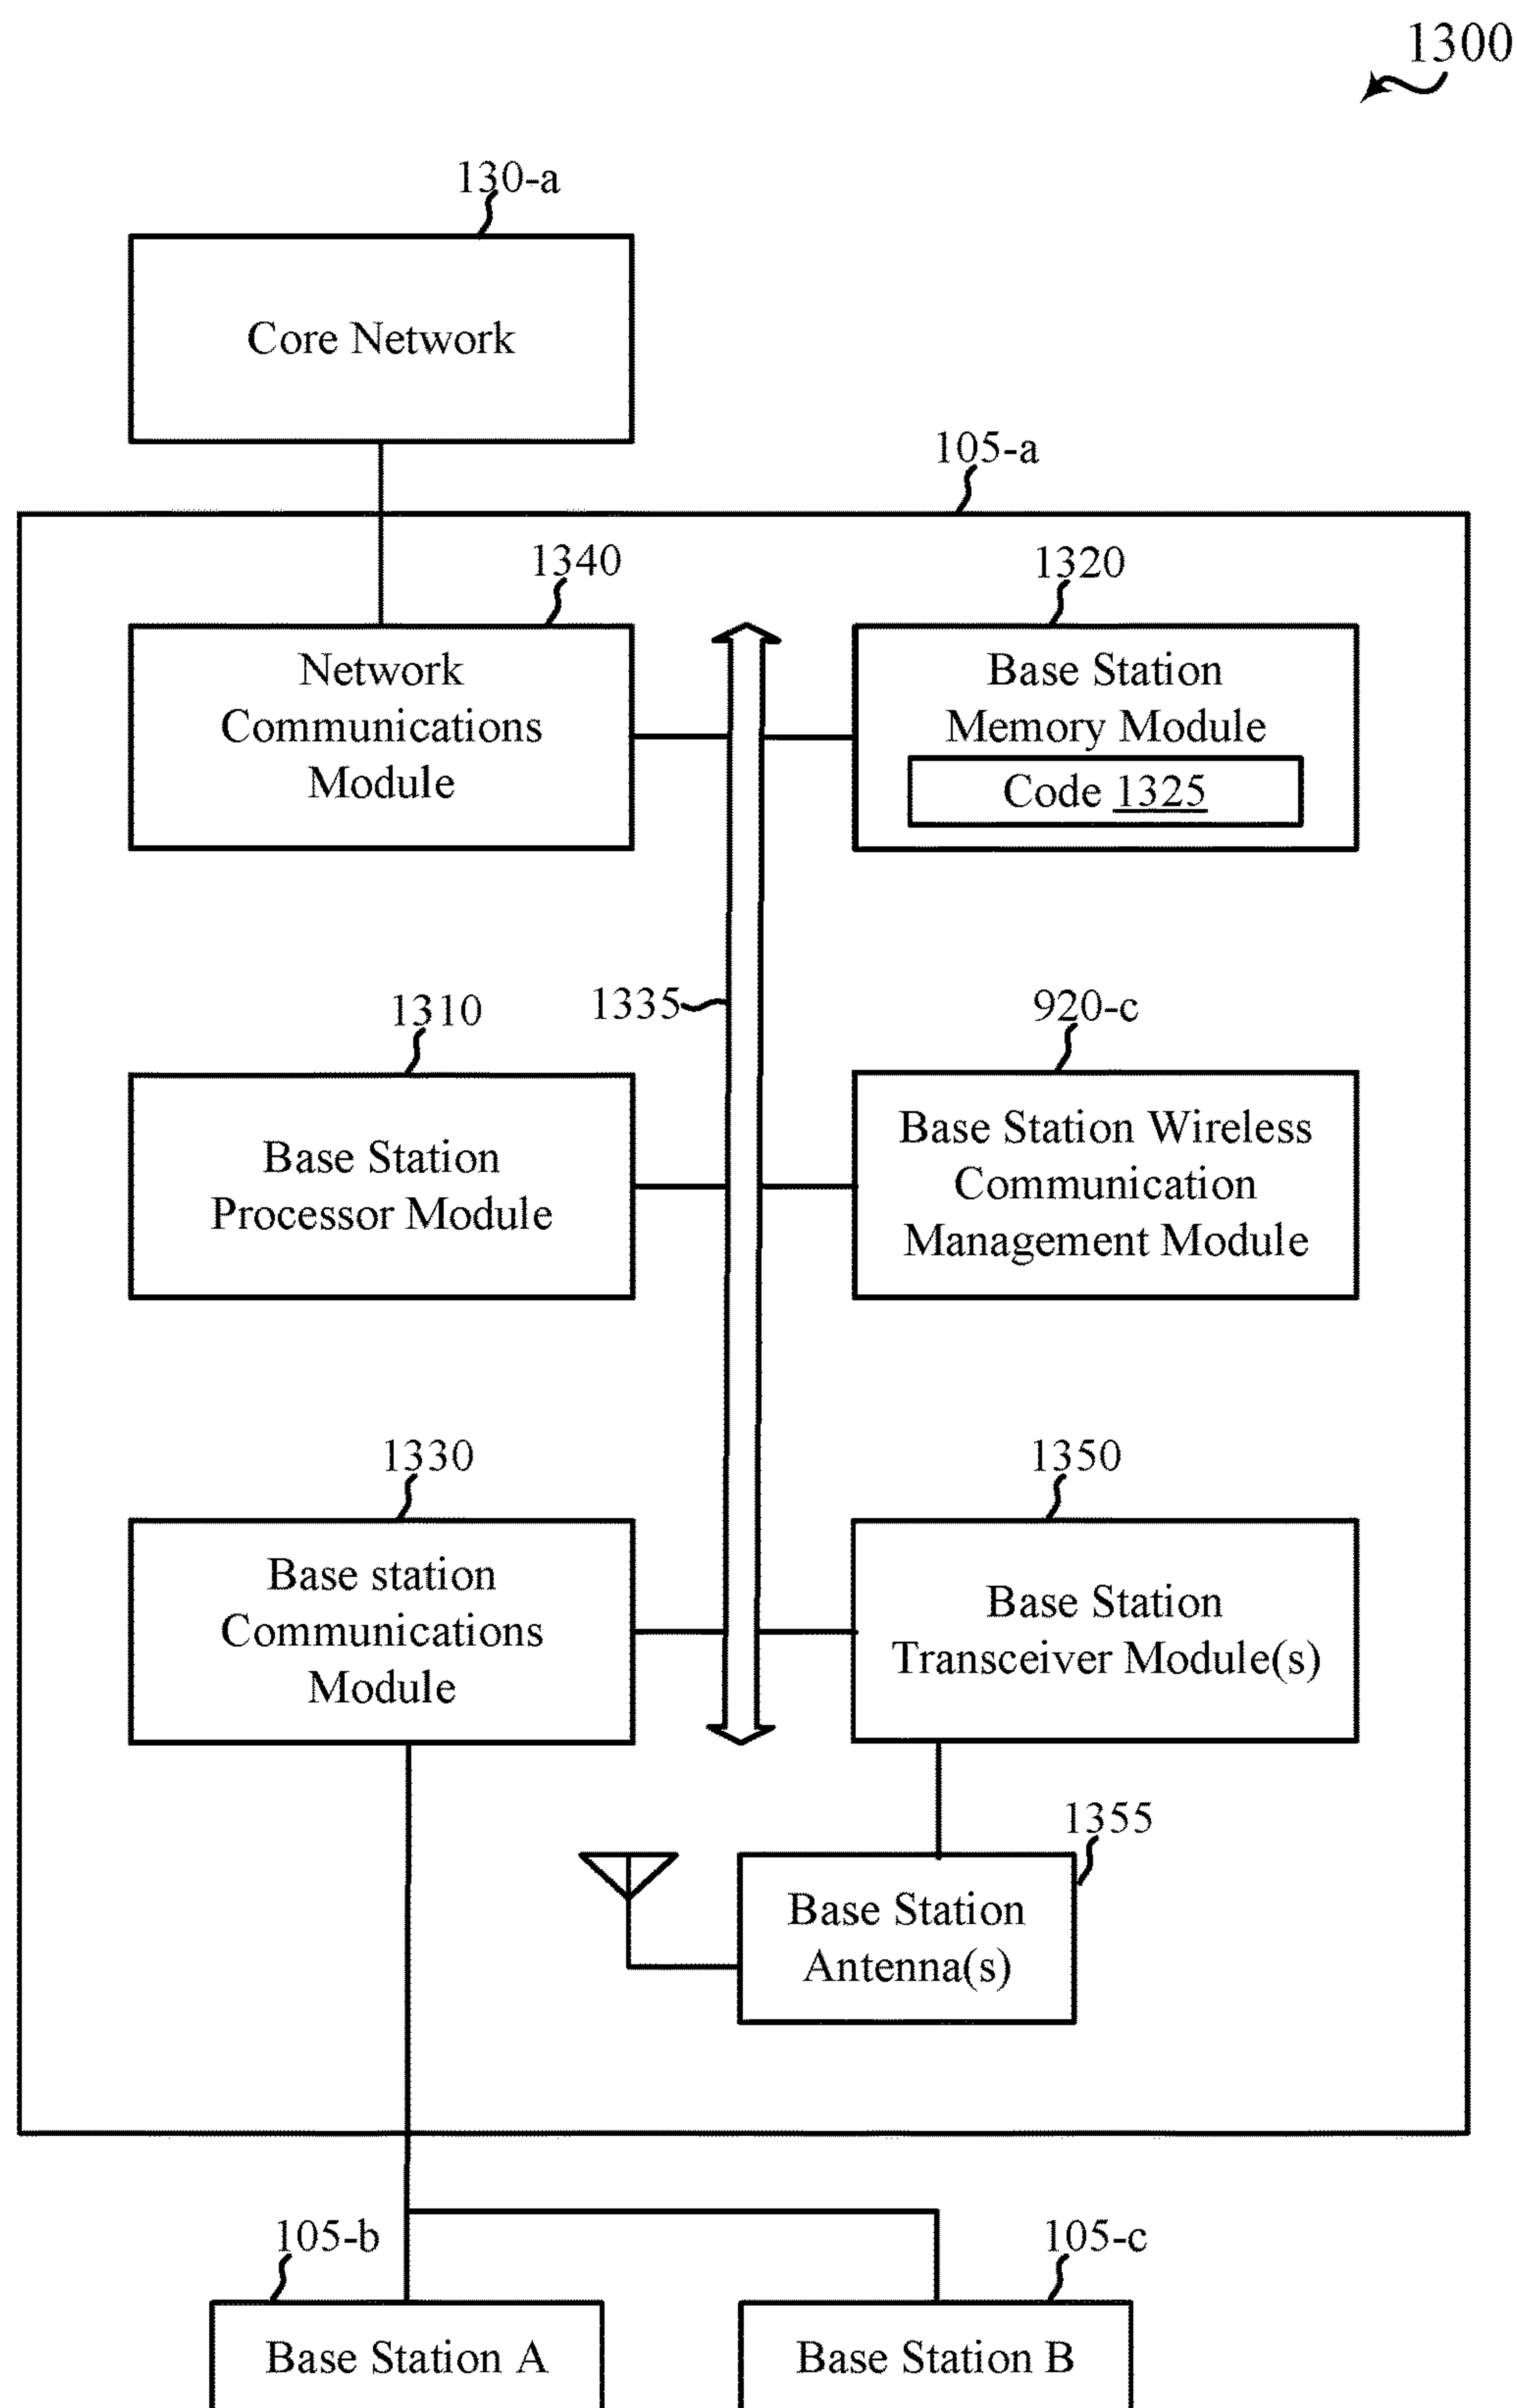 1300
130-a
Core Network
105-a
1340
1320
Network
Communications
Module
Base Station
Memory Module
Code 1325
1335
1310
920-c
Base Station
Processor Module
Base Station Wireless
Communication
Management Module
1330
1350
Base station
Communications
Module
Base Station
Transceiver Module(s)
1355
Base Station
Antenna(s)
105-b
105-c
Base Station A
Base Station B